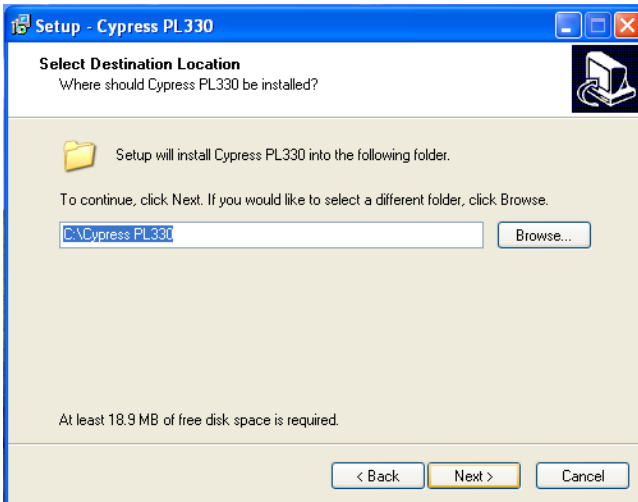 Setup - Cypress PL330
Select Destination Location
Where should Cypress PL330 be installed?
Setup will install Cypress PL330 into the following folder.
To continue, click Next. If you would like to select a different folder, click Browse.
C:\Cypress PL330
Browse...
At least 18.9 MB of free disk space is required.
< Back
Next >
Cancel